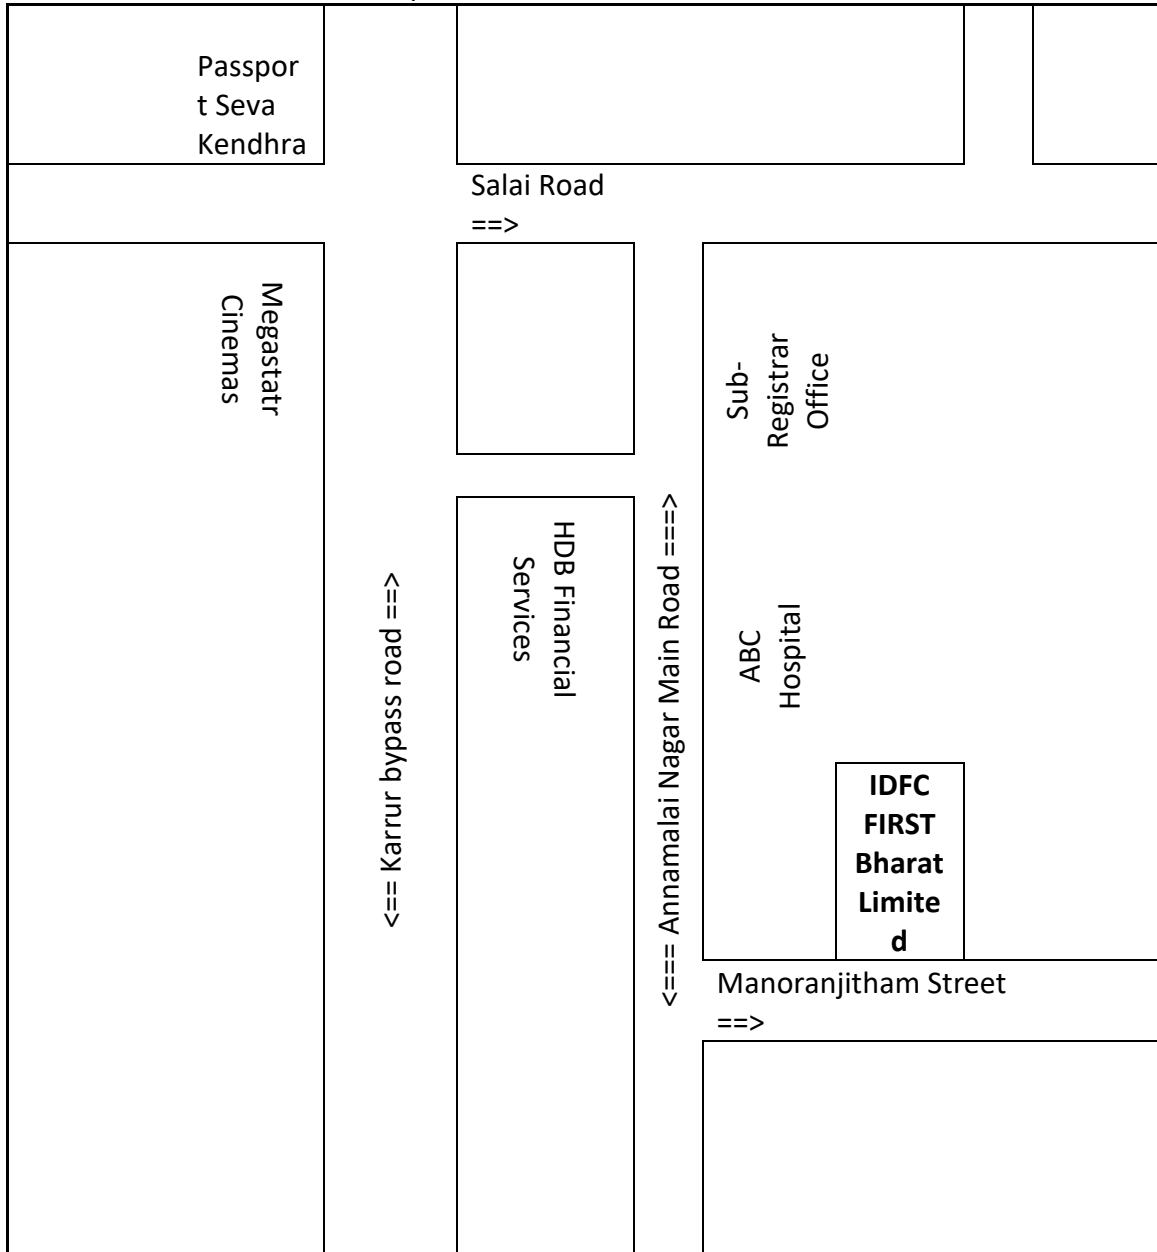 Passpor
t Seva
Kendhra
Salai Road
==>
Megastatr
Cinemas
Sub-
Registrar
Office
HDB Financial
Services
<== Karrur bypass road ==>
<=== Annamalai Nagar Main Road ====>
ABC
Hospital
IDFC
FIRST
Bharat
Limite
d
Manoranjitham Street
==>